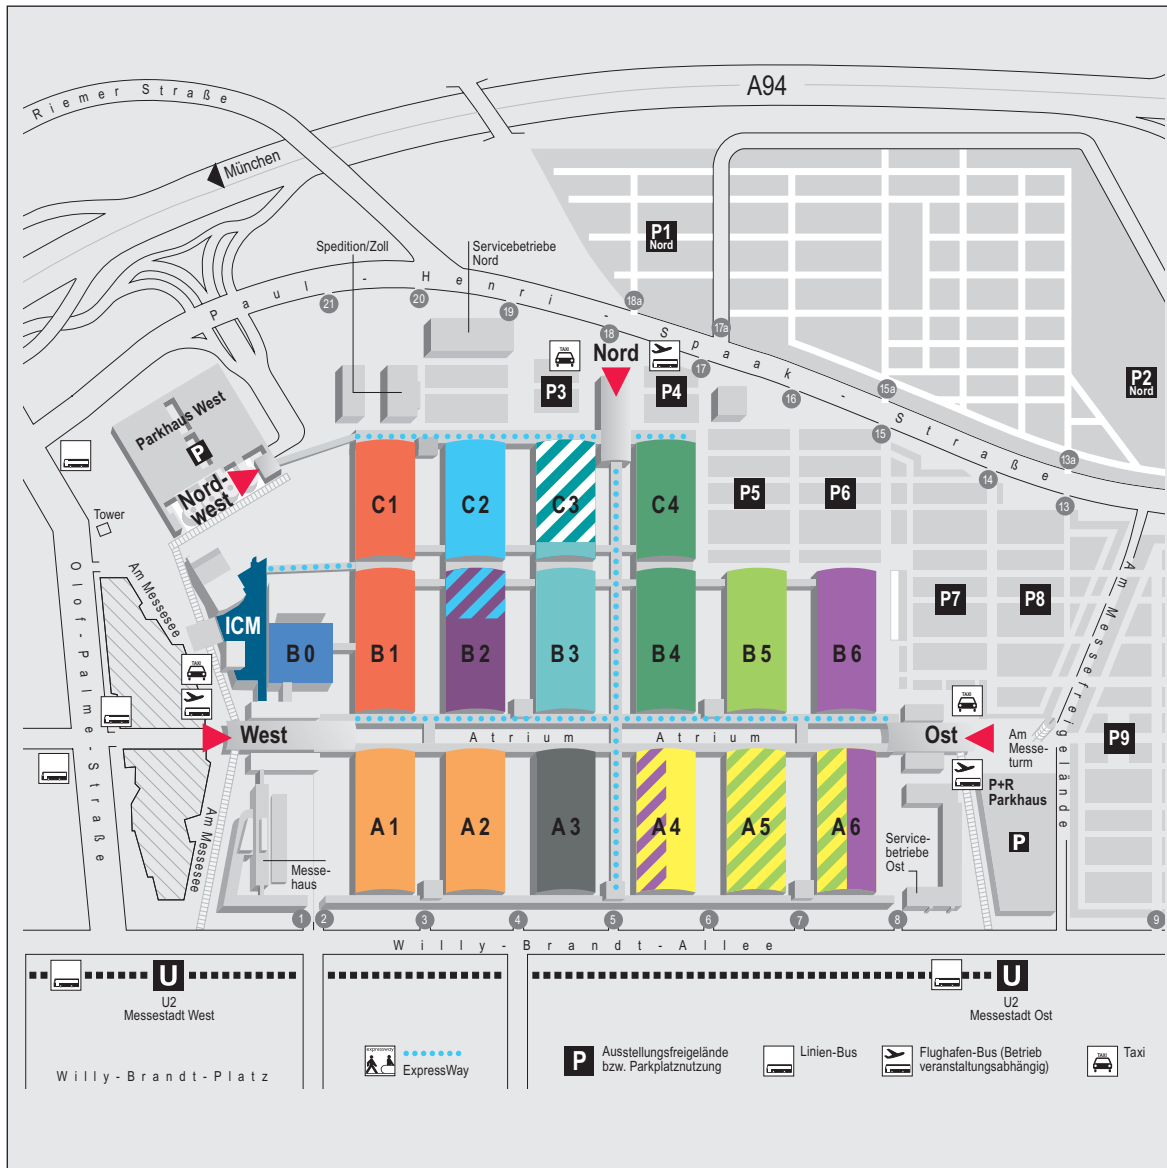 A94
Riemer Straße
München
P1
Nord
Spedition/Zoll
Servicebetriebe
Nord
Paul-Henri-Spaak-Straße
21
20
19
18
18a
17a
17
16
15a
15
14
13a
13
TAXI
Nord
P2
Nord
P3
P4
Parkhaus West
P
Nord-
west
Tower
C1
C2
C3
C4
P5
P6
Olof-Palme-Straße
Am Messesee
ICM
B0
B1
B2
B3
B4
B5
B6
P7
P8
Am Messefreigelände
TAXI
TAXI
West
Atrium
Atrium
Ost
Am
Messe-
turm
P9
P+R
Parkhaus
P
Am Messesee
A1
A2
A3
A4
A5
A6
Service-
betriebe
Ost
Messe-
haus
1
2
3
4
5
6
7
8
9
Willy-Brandt-Allee
U
U2
Messestadt West
U
U2
Messestadt Ost
Willy-Brandt-Platz
expressway
ExpressWay
P
Ausstellungsfreigelände
bzw. Parkplatznutzung
Linien-Bus
Flughafen-Bus (Betrieb
veranstaltungsabhängig)
TAXI
Taxi